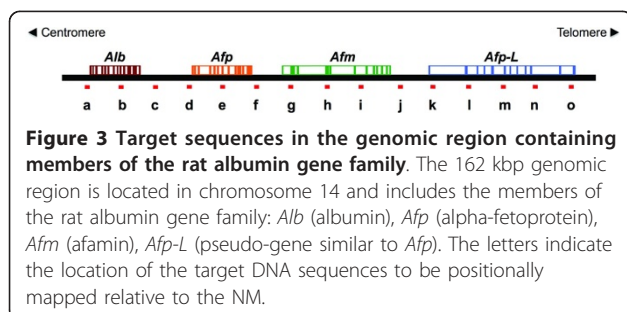 ◄ Centromere Telomere ►
Alb Afp Afm Afp-L
a b c d e f g h i j k l m n o
Figure 3 Target sequences in the genomic region containing
members of the rat albumin gene family. The 162 kbp genomic
region is located in chromosome 14 and includes the members of
the rat albumin gene family: Alb (albumin), Afp (alpha-fetoprotein),
Afm (afamin), Afp-L (pseudo-gene similar to Afp). The letters indicate
the location of the target DNA sequences to be positionally
mapped relative to the NM.